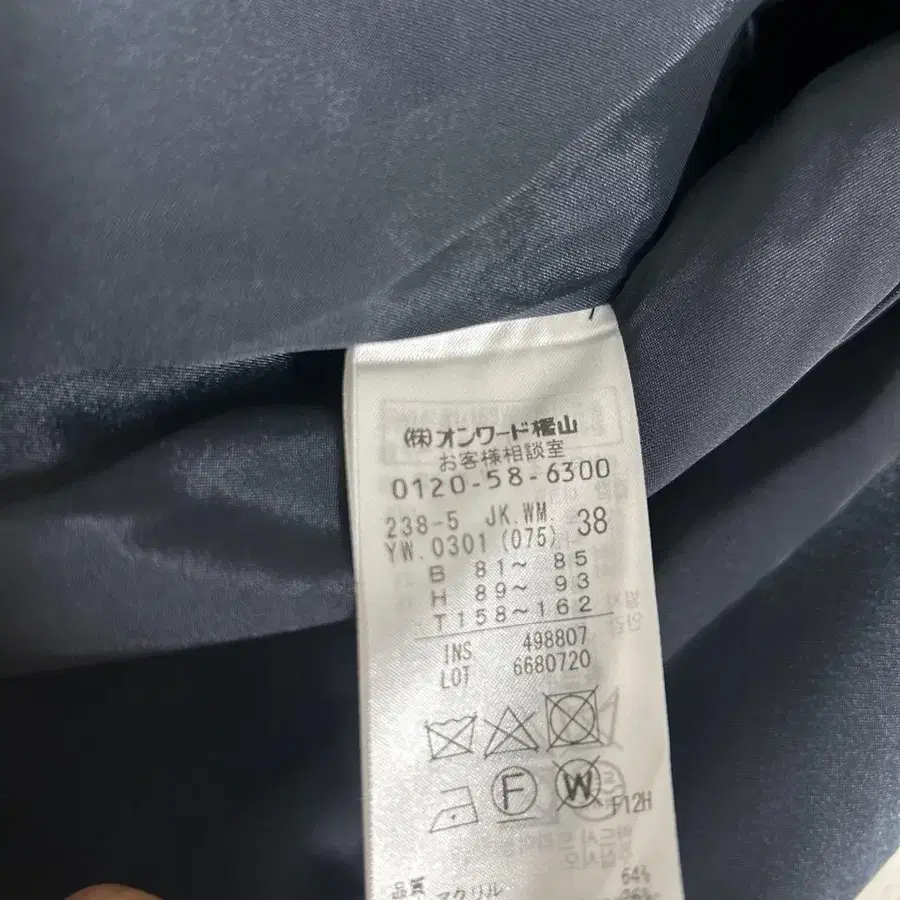 (株)オンワード樫山
お客様相談室
0120-58-6300
238-5 JK.WM 38
YW.0301(075)
B 81~ 85
H 89~ 93
T158~162
INS 498807
LOT 6680720
F W
F12H
品質 アクリル 64%